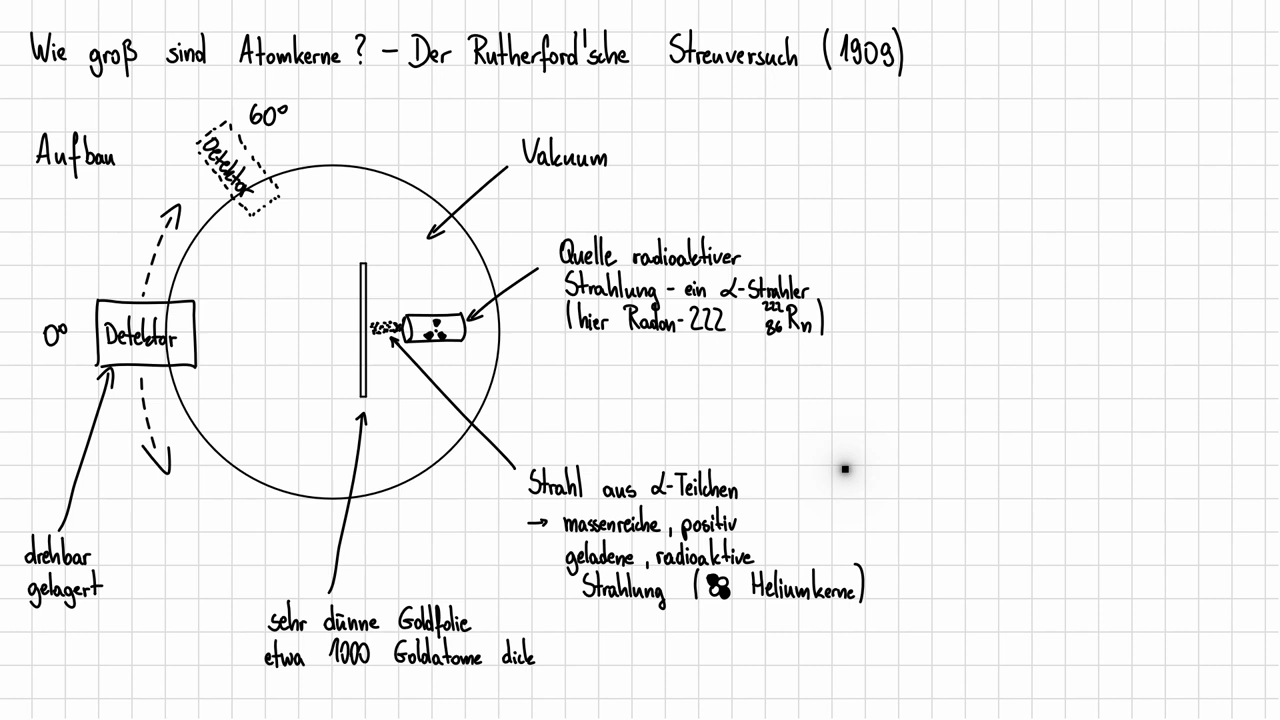 Wie groß sind Atomkerne? – Der Rutherford'sche Streuversuch (1909)
60°
Aufbau
Detektor
Vakuum
Quelle radioaktiver
Strahlung – ein α-Strahler
(hier Radon-222 ²²²₈₆Rn)
0°
Detektor
Strahl aus α-Teilchen
→ massenreiche, positiv
geladene, radioaktive
Strahlung ( Heliumkerne)
drehbar
gelagert
sehr dünne Goldfolie
etwa 1000 Goldatome dick